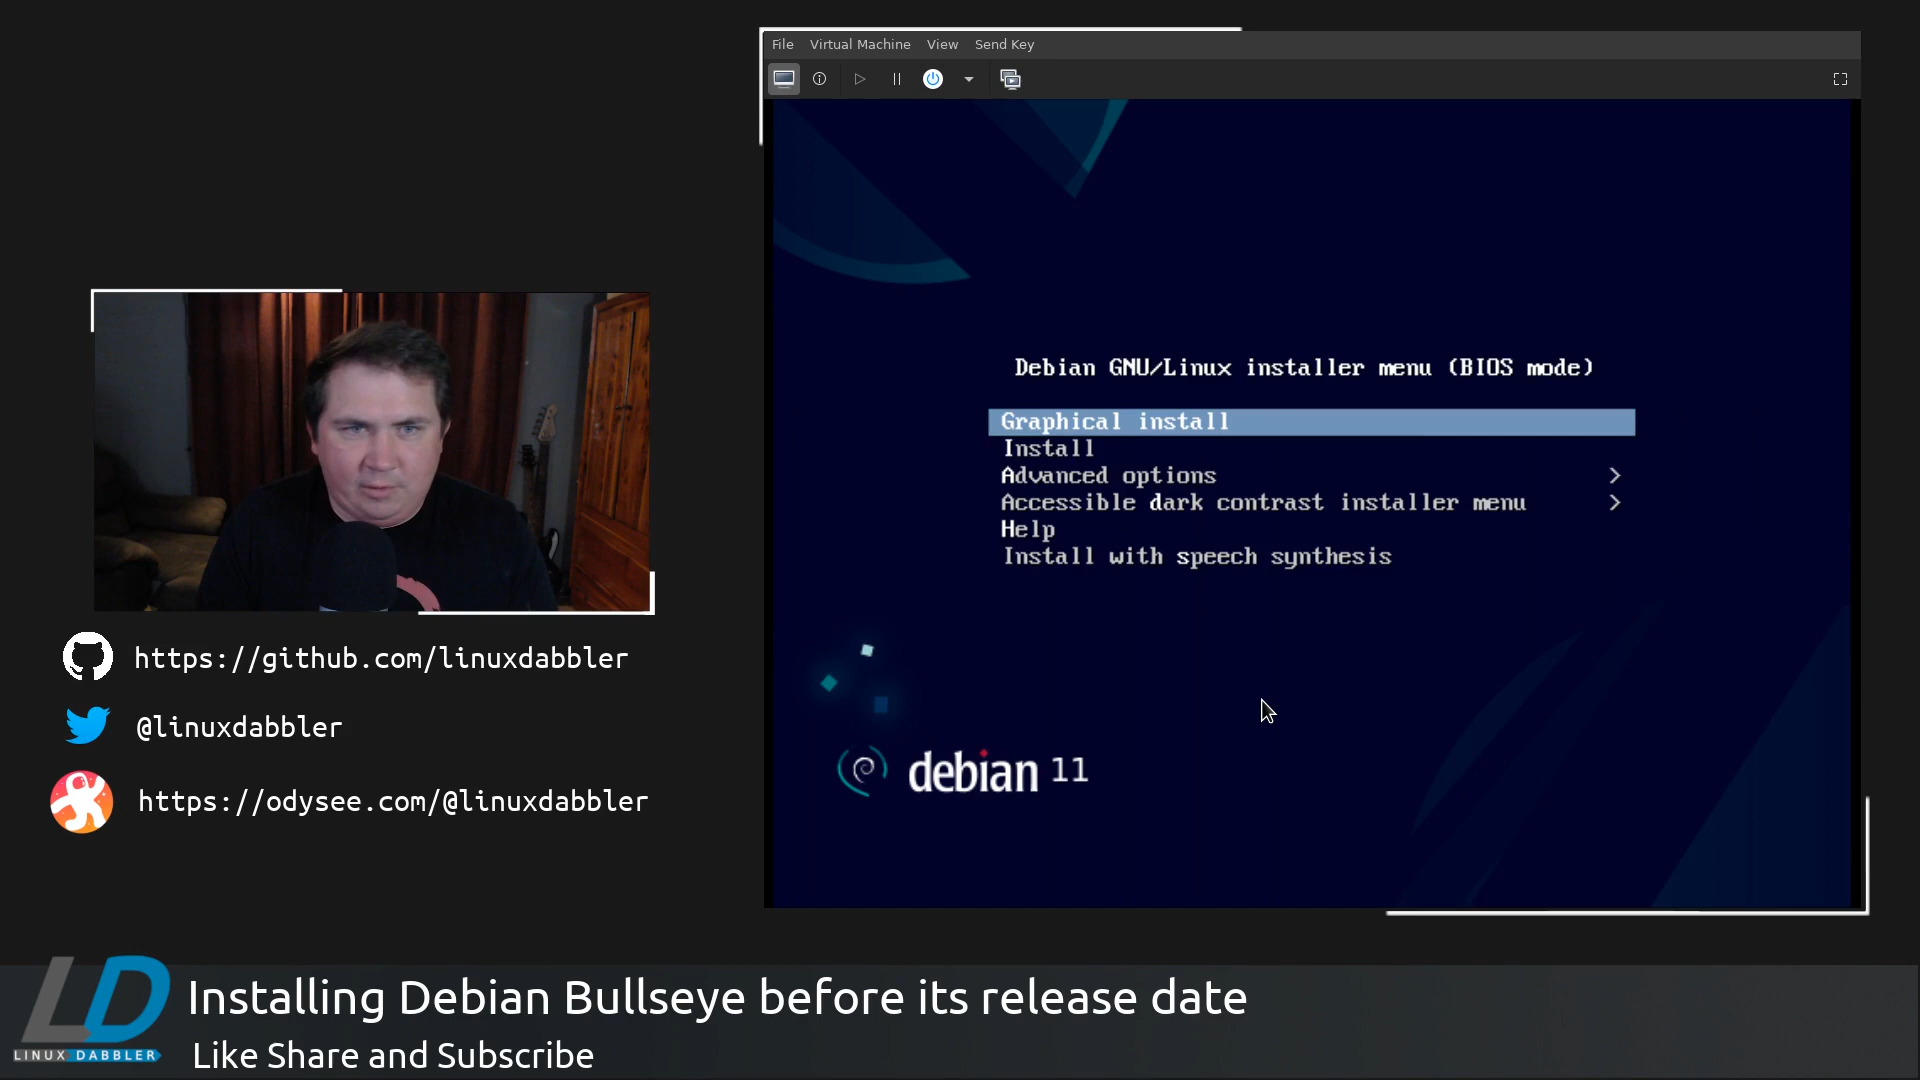 File Virtual Machine View Send Key
Debian GNU/Linux installer menu (BIOS mode)
Graphical install
Install
Advanced options >
Accessible dark contrast installer menu >
Help
Install with speech synthesis
debian 11
https://github.com/linuxdabbler
@linuxdabbler
https://odysee.com/@linuxdabbler
LD
LINUX DABBLER
Installing Debian Bullseye before its release date
Like Share and Subscribe